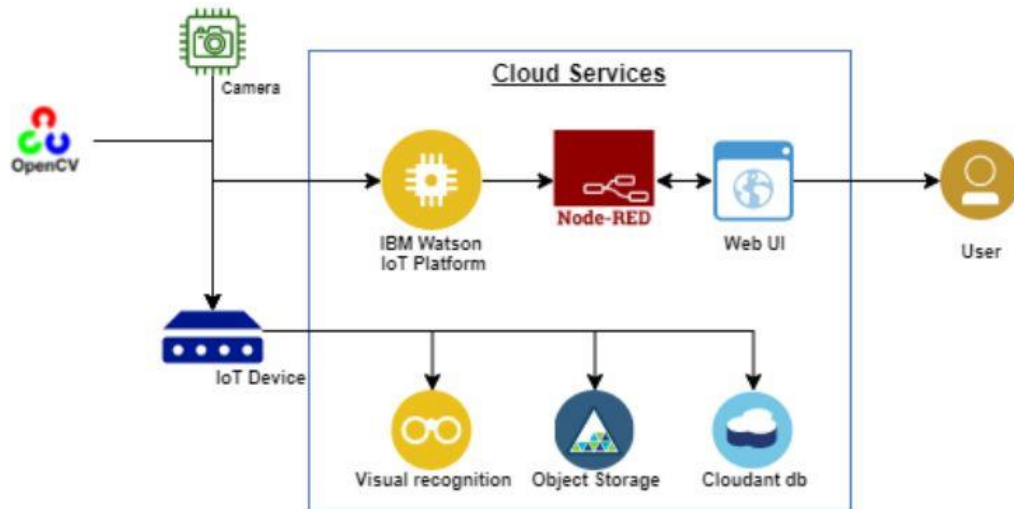 Cloud Services
Camera
OpenCV
IBM Watson
IoT Platform
Node-RED
Web UI
User
IoT Device
Visual recognition
Object Storage
Cloudant db